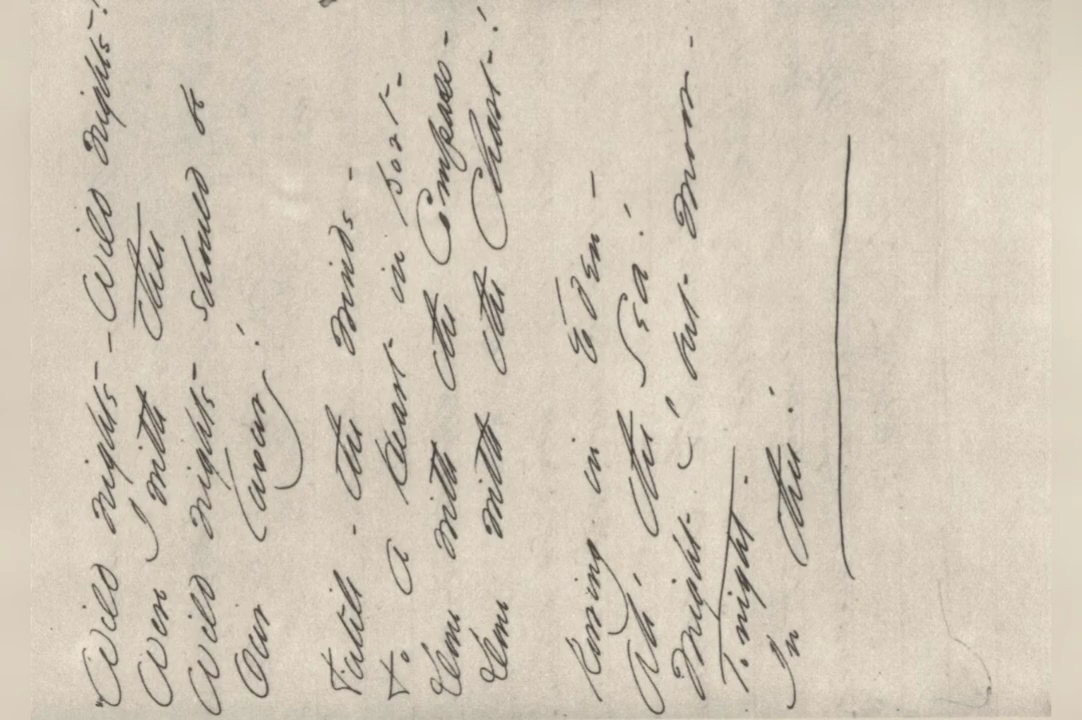 Wild nights - Wild nights!
Were I with thee
Wild nights should be
Our luxury!
Futile - the winds -
To a Heart in port -
Done with the Compass -
Done with the Chart!
Rowing in Eden -
Ah - the Sea!
Might I but moor -
Tonight -
In thee!